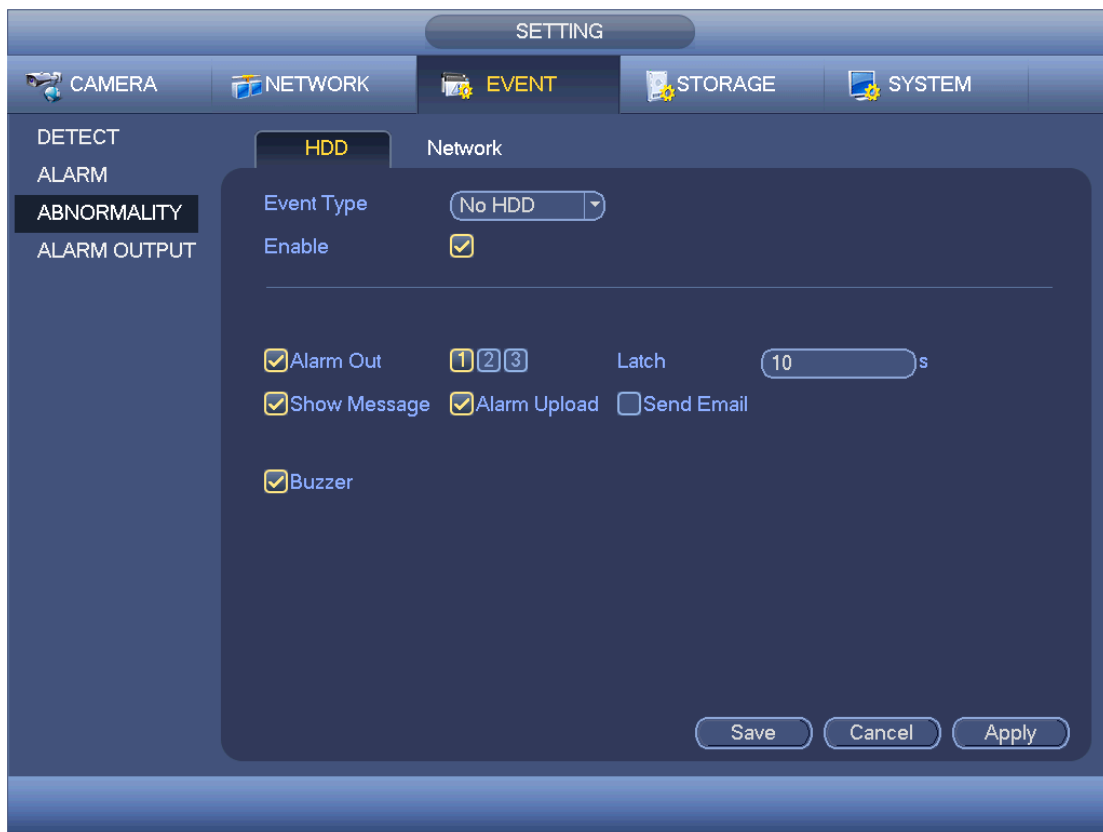 SETTING
CAMERA NETWORK EVENT STORAGE SYSTEM
DETECT
ALARM
ABNORMALITY
ALARM OUTPUT
HDD Network
Event Type No HDD
Enable
Alarm Out 1 2 3 Latch 10 s
Show Message Alarm Upload Send Email
Buzzer
Save Cancel Apply